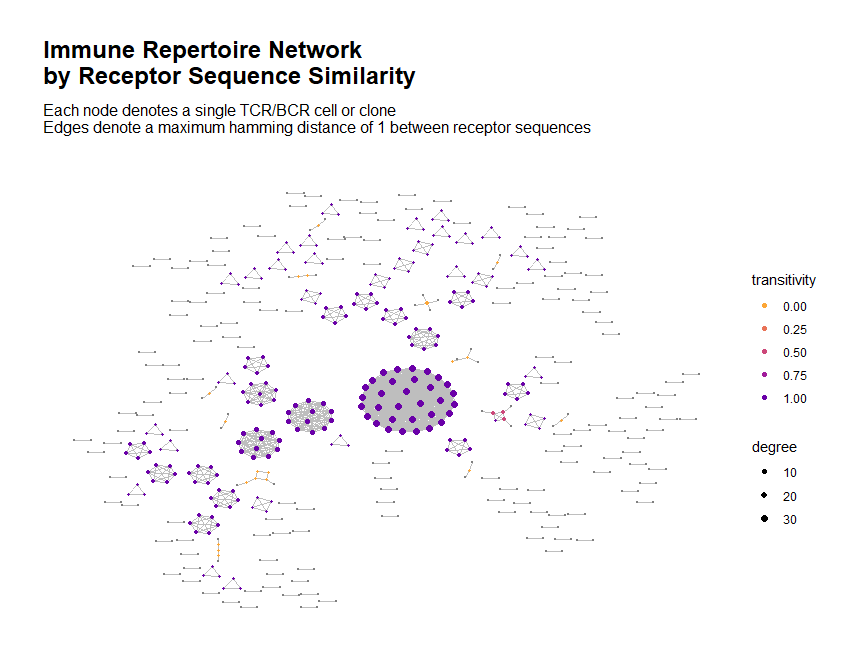 Immune Repertoire Network
by Receptor Sequence Similarity
Each node denotes a single TCR/BCR cell or clone
Edges denote a maximum hamming distance of 1 between receptor sequences
transitivity
0.00
0.25
0.50
0.75
1.00
degree
10
20
30